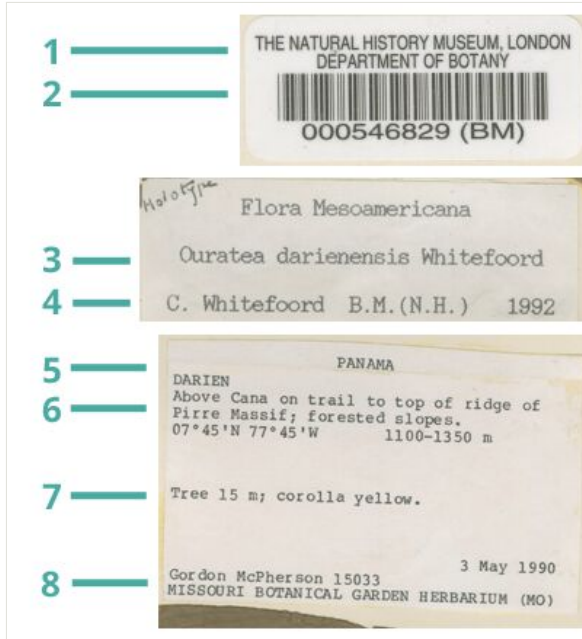 1
THE NATURAL HISTORY MUSEUM, LONDON
DEPARTMENT OF BOTANY
2
000546829 (BM)
Holotype
Flora Mesoamericana
3
Ouratea darienensis Whitefoord
4
C. Whitefoord B.M.(N.H.) 1992
5
PANAMA
DARIEN
6
Above Cana on trail to top of ridge of
Pirre Massif; forested slopes.
07°45'N 77°45'W 1100-1350 m
7
Tree 15 m; corolla yellow.
3 May 1990
8
Gordon McPherson 15033
MISSOURI BOTANICAL GARDEN HERBARIUM (MO)